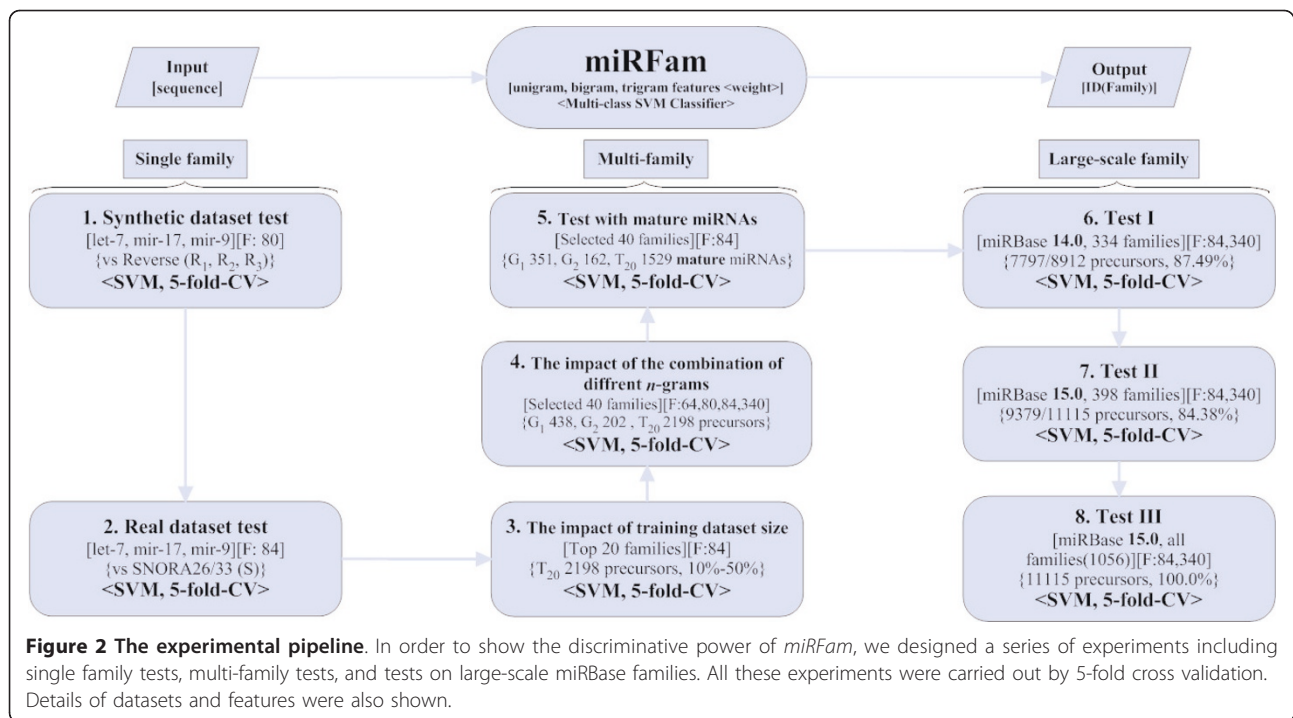 Input
[sequence]
miRFam
[unigram, bigram, trigram features <weight>]
<Multi-class SVM Classifier>
Output
[ID(Family)]
Single family
Multi-family
Large-scale family
1. Synthetic dataset test
[let-7, mir-17, mir-9][F: 80]
{vs Reverse (R1, R2, R3)}
<SVM, 5-fold-CV>
2. Real dataset test
[let-7, mir-17, mir-9][F: 84]
{vs SNORA26/33 (S)}
<SVM, 5-fold-CV>
3. The impact of training dataset size
[Top 20 families][F:84]
{T20 2198 precursors, 10%-50%}
<SVM, 5-fold-CV>
4. The impact of the combination of
diffrent n-grams
[Selected 40 families][F:64,80,84,340]
{G1 438, G2 202 , T20 2198 precursors}
<SVM, 5-fold-CV>
5. Test with mature miRNAs
[Selected 40 families][F:84]
{G1 351, G2 162, T20 1529 mature miRNAs}
<SVM, 5-fold-CV>
6. Test I
[miRBase 14.0, 334 families][F:84,340]
{7797/8912 precursors, 87.49%}
<SVM, 5-fold-CV>
7. Test II
[miRBase 15.0, 398 families][F:84,340]
{9379/11115 precursors, 84.38%}
<SVM, 5-fold-CV>
8. Test III
[miRBase 15.0, all
families(1056)][F:84,340]
{11115 precursors, 100.0%}
<SVM, 5-fold-CV>
Figure 2 The experimental pipeline. In order to show the discriminative power of miRFam, we designed a series of experiments including
single family tests, multi-family tests, and tests on large-scale miRBase families. All these experiments were carried out by 5-fold cross validation.
Details of datasets and features were also shown.